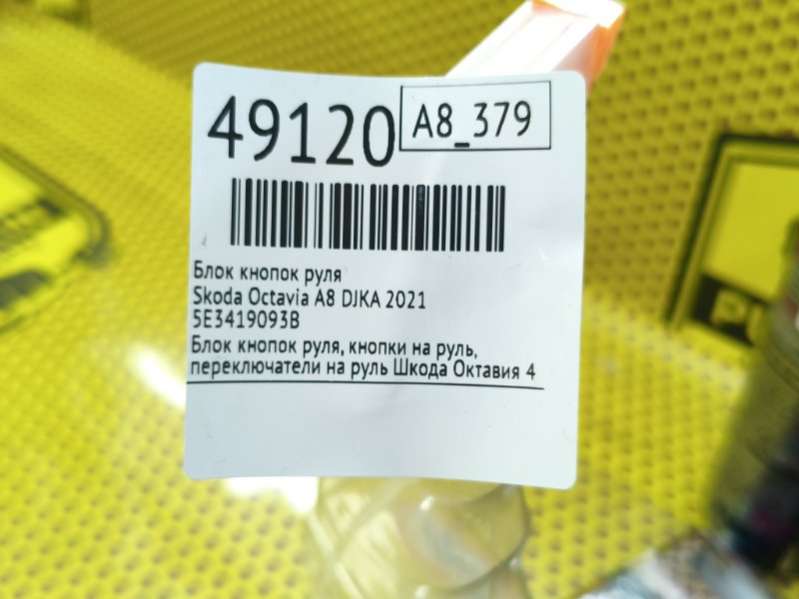 49120
A8_379
Блок кнопок руля
Skoda Octavia A8 DJKA 2021
5E3419093B
Блок кнопок руля, кнопки на руль,
переключатели на руль Шкода Октавия 4